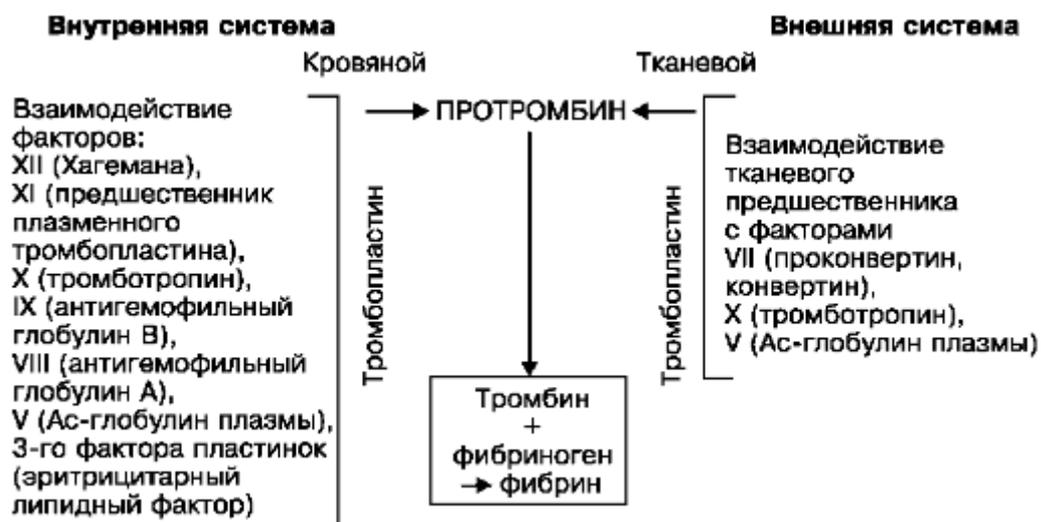 Внутренняя система
Внешняя система
Кровяной
Тканевой
Взаимодействие
факторов:
XII (Хагемана),
XI (предшественник
плазменного
тромбопластина),
X (тромботропин),
IX (антигемофильный
глобулин В),
VIII (антигемофильный
глобулин А),
V (Ас-глобулин плазмы),
3-го фактора пластинок
(эритрицитарный
липидный фактор)
Тромбопластин
ПРОТРОМБИН
Тромбин
+
фибриноген
→ фибрин
Тромбопластин
Взаимодействие
тканевого
предшественника
с факторами
VII (проконвертин,
конвертин),
X (тромботропин),
V (Ас-глобулин плазмы)